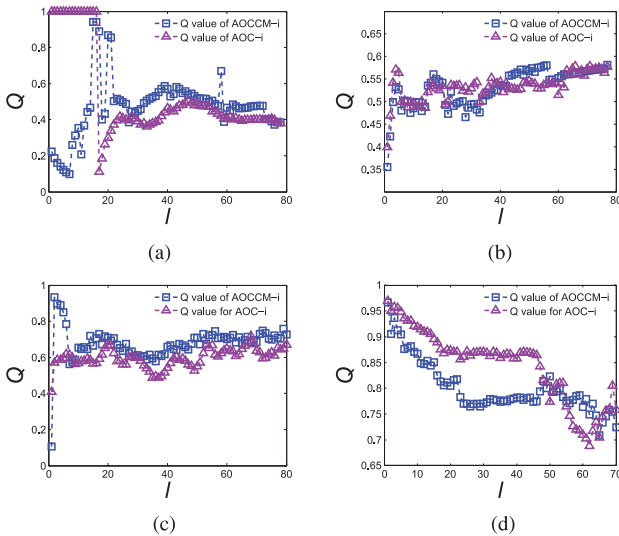 1
0.8
0.6
0.4
0.2
0
0 20 40 60 80
Q
l
Q value of AOCCM−i
Q value of AOC−i
(a)
0.65
0.6
0.55
0.5
0.45
0.4
0.35
0 20 40 60 80
Q
l
Q value of AOCCM−i
Q value of AOC−i
(b)
1
0.8
0.6
0.4
0.2
0
0 20 40 60 80
Q
l
Q value of AOCCM−i
Q value for AOC−i
(c)
1
0.95
0.9
0.85
0.8
0.75
0.7
0.65
0 10 20 30 40 50 60 70
Q
l
Q value of AOCCM−i
Q value for AOC−i
(d)